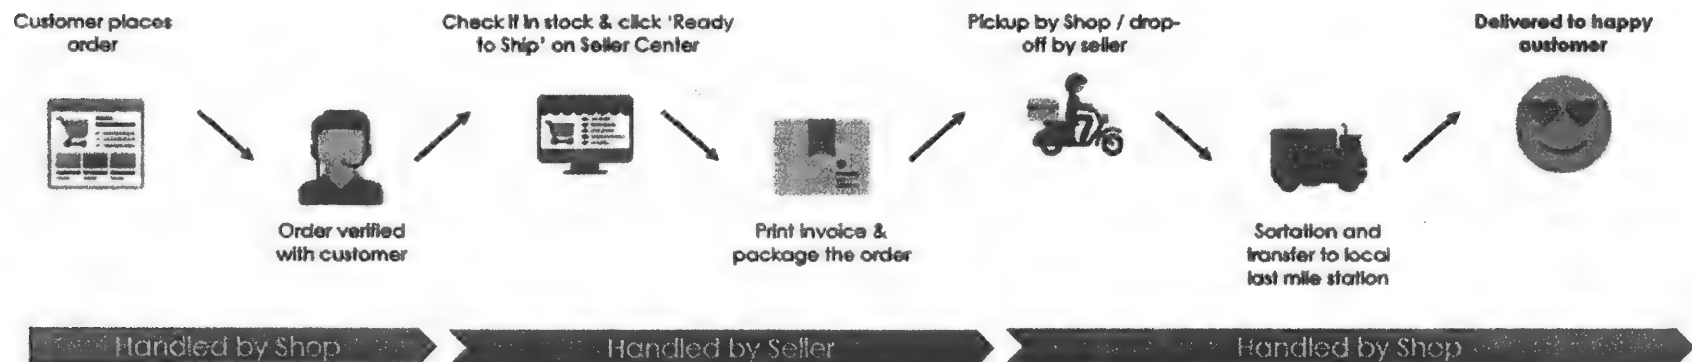 Customer places
order
Order verified
with customer
Check if in stock & click 'Ready
to Ship' on Seller Center
Print invoice &
package the order
Pickup by Shop / drop-
off by seller
Sortation and
transfer to local
last mile station
Delivered to happy
customer
Handled by Shop
Handled by Seller
Handled by Shop